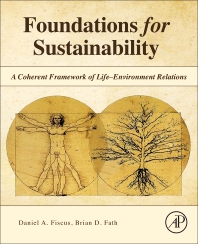 Foundations for
Sustainability
A Coherent Framework of Life–Environment Relations
Daniel A. Fiscus, Brian D. Fath
AP